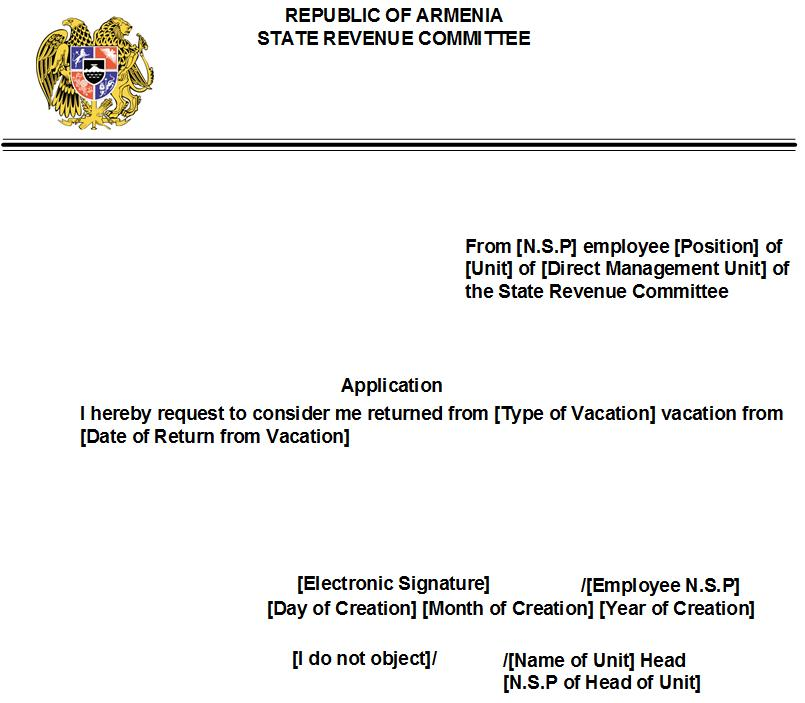 REPUBLIC OF ARMENIA
STATE REVENUE COMMITTEE
From [N.S.P] employee [Position] of
[Unit] of [Direct Management Unit] of
the State Revenue Committee
Application
I hereby request to consider me returned from [Type of Vacation] vacation from
[Date of Return from Vacation]
[Electronic Signature] /[Employee N.S.P]
[Day of Creation] [Month of Creation] [Year of Creation]
[I do not object]/ /[Name of Unit] Head
[N.S.P of Head of Unit]